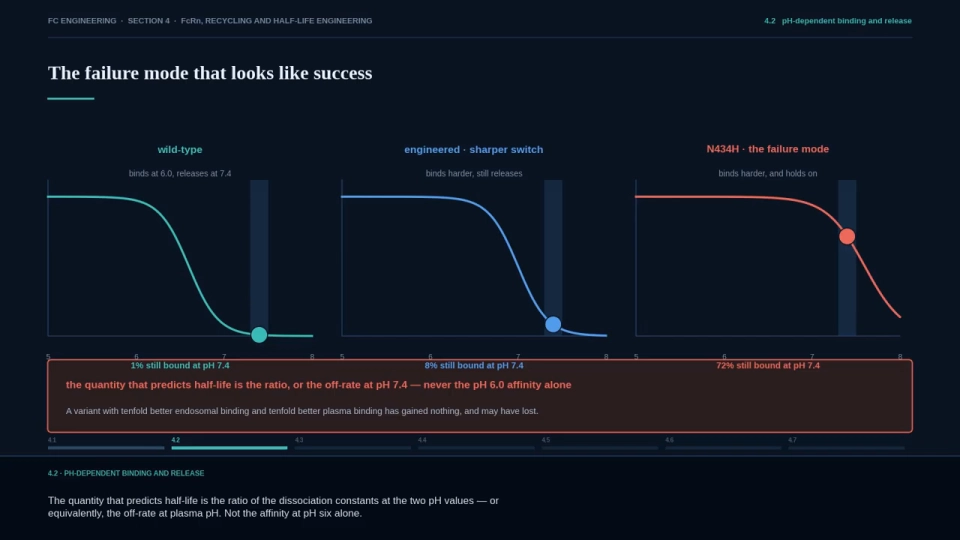 FC ENGINEERING · SECTION 4 · FcRn, RECYCLING AND HALF-LIFE ENGINEERING
4.2 pH-dependent binding and release
The failure mode that looks like success
wild-type
binds at 6.0, releases at 7.4
5 6 7 8
1% still bound at pH 7.4
engineered · sharper switch
binds harder, still releases
5 6 7 8
8% still bound at pH 7.4
N434H · the failure mode
binds harder, and holds on
5 6 7 8
72% still bound at pH 7.4
the quantity that predicts half-life is the ratio, or the off-rate at pH 7.4 — never the pH 6.0 affinity alone
A variant with tenfold better endosomal binding and tenfold better plasma binding has gained nothing, and may have lost.
4.1 4.2 4.3 4.4 4.5 4.6 4.7
4.2 · PH-DEPENDENT BINDING AND RELEASE
The quantity that predicts half-life is the ratio of the dissociation constants at the two pH values — or
equivalently, the off-rate at plasma pH. Not the affinity at pH six alone.